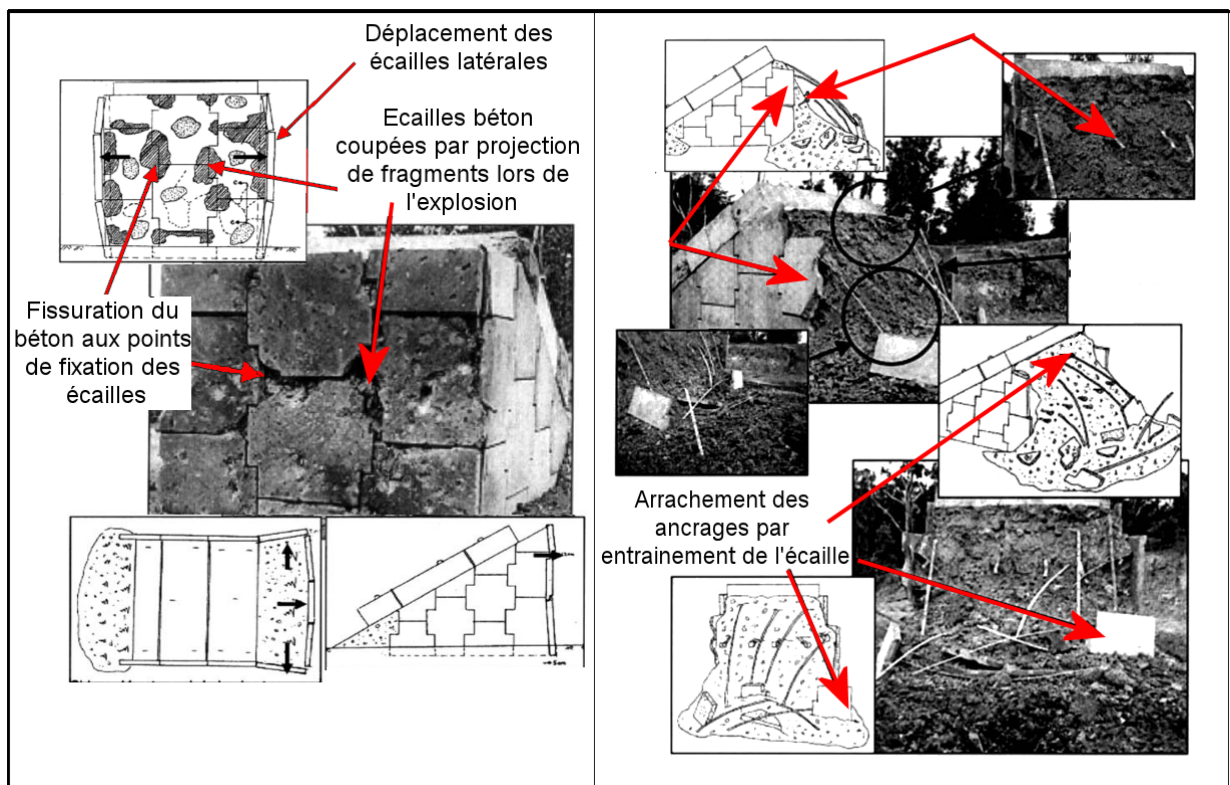 Déplacement des
écailles latérales
Ecailles béton
coupées par projection
de fragments lors de
l'explosion
Fissuration du
béton aux points
de fixation des
écailles
Arrachement des
ancrages par
entrainement de l'écaille